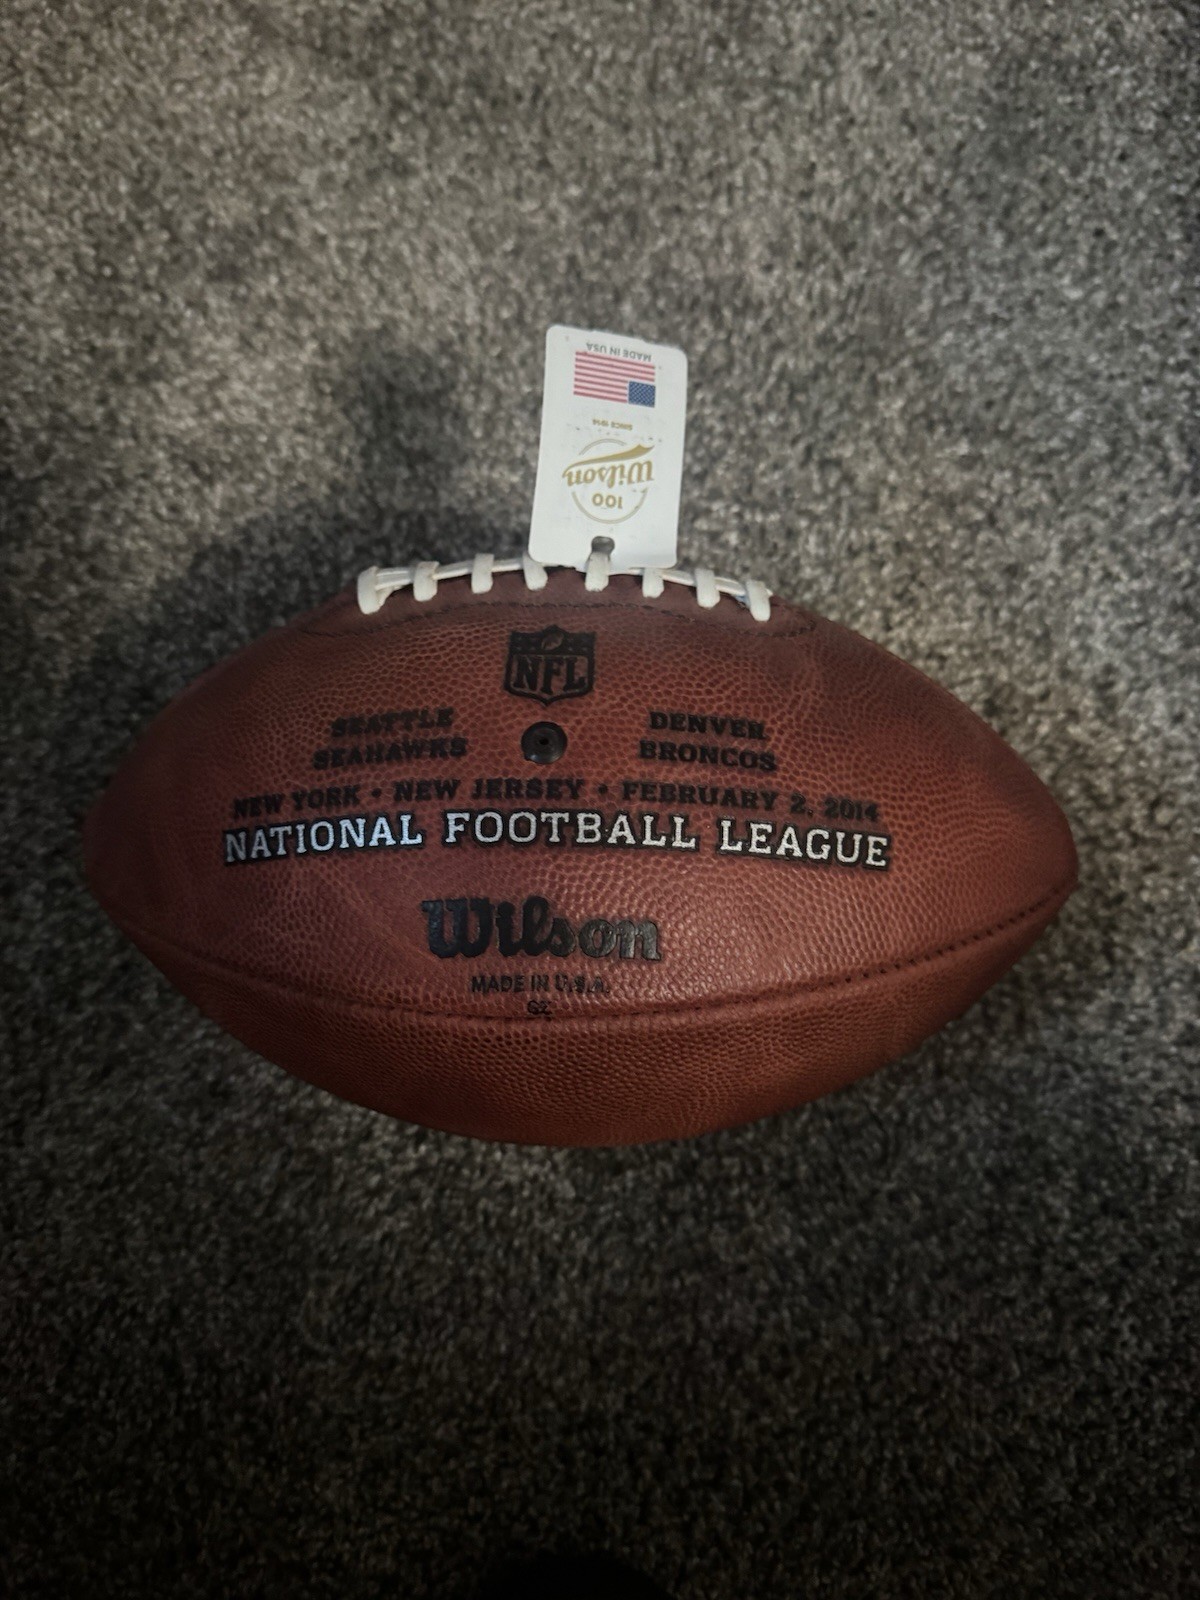 MADE IN USA
SINCE 1914
Wilson
100
NFL
SEATTLE SEAHAWKS
DENVER BRONCOS
NEW YORK • NEW JERSEY • FEBRUARY 2, 2014
NATIONAL FOOTBALL LEAGUE
Wilson
MADE IN U.S.A.